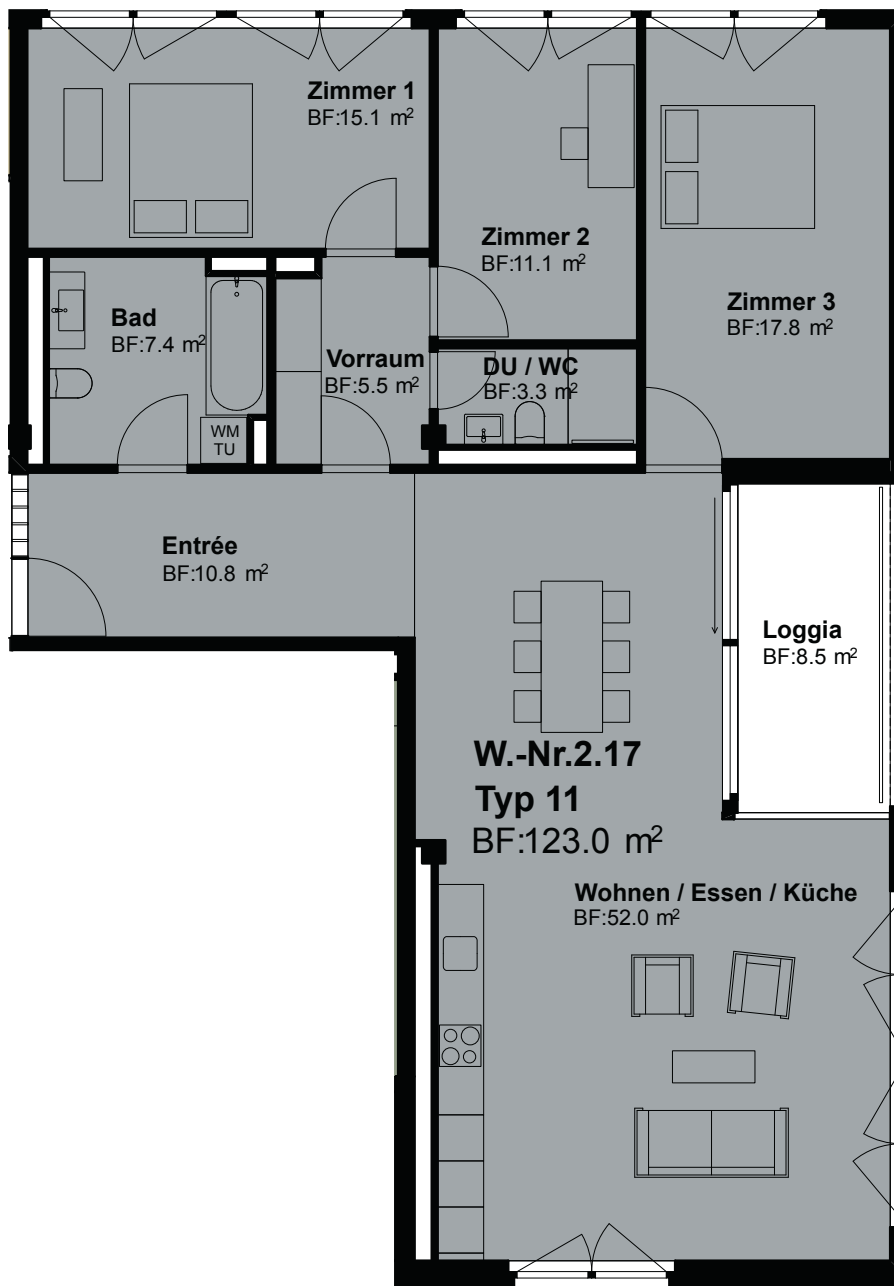 Zimmer 1
BF:15.1 m²
Zimmer 2
BF:11.1 m²
Zimmer 3
BF:17.8 m²
Bad
BF:7.4 m²
Vorraum
BF:5.5 m²
DU / WC
BF:3.3 m²
WM
TU
Entrée
BF:10.8 m²
Loggia
BF:8.5 m²
W.-Nr.2.17
Typ 11
BF:123.0 m²
Wohnen / Essen / Küche
BF:52.0 m²